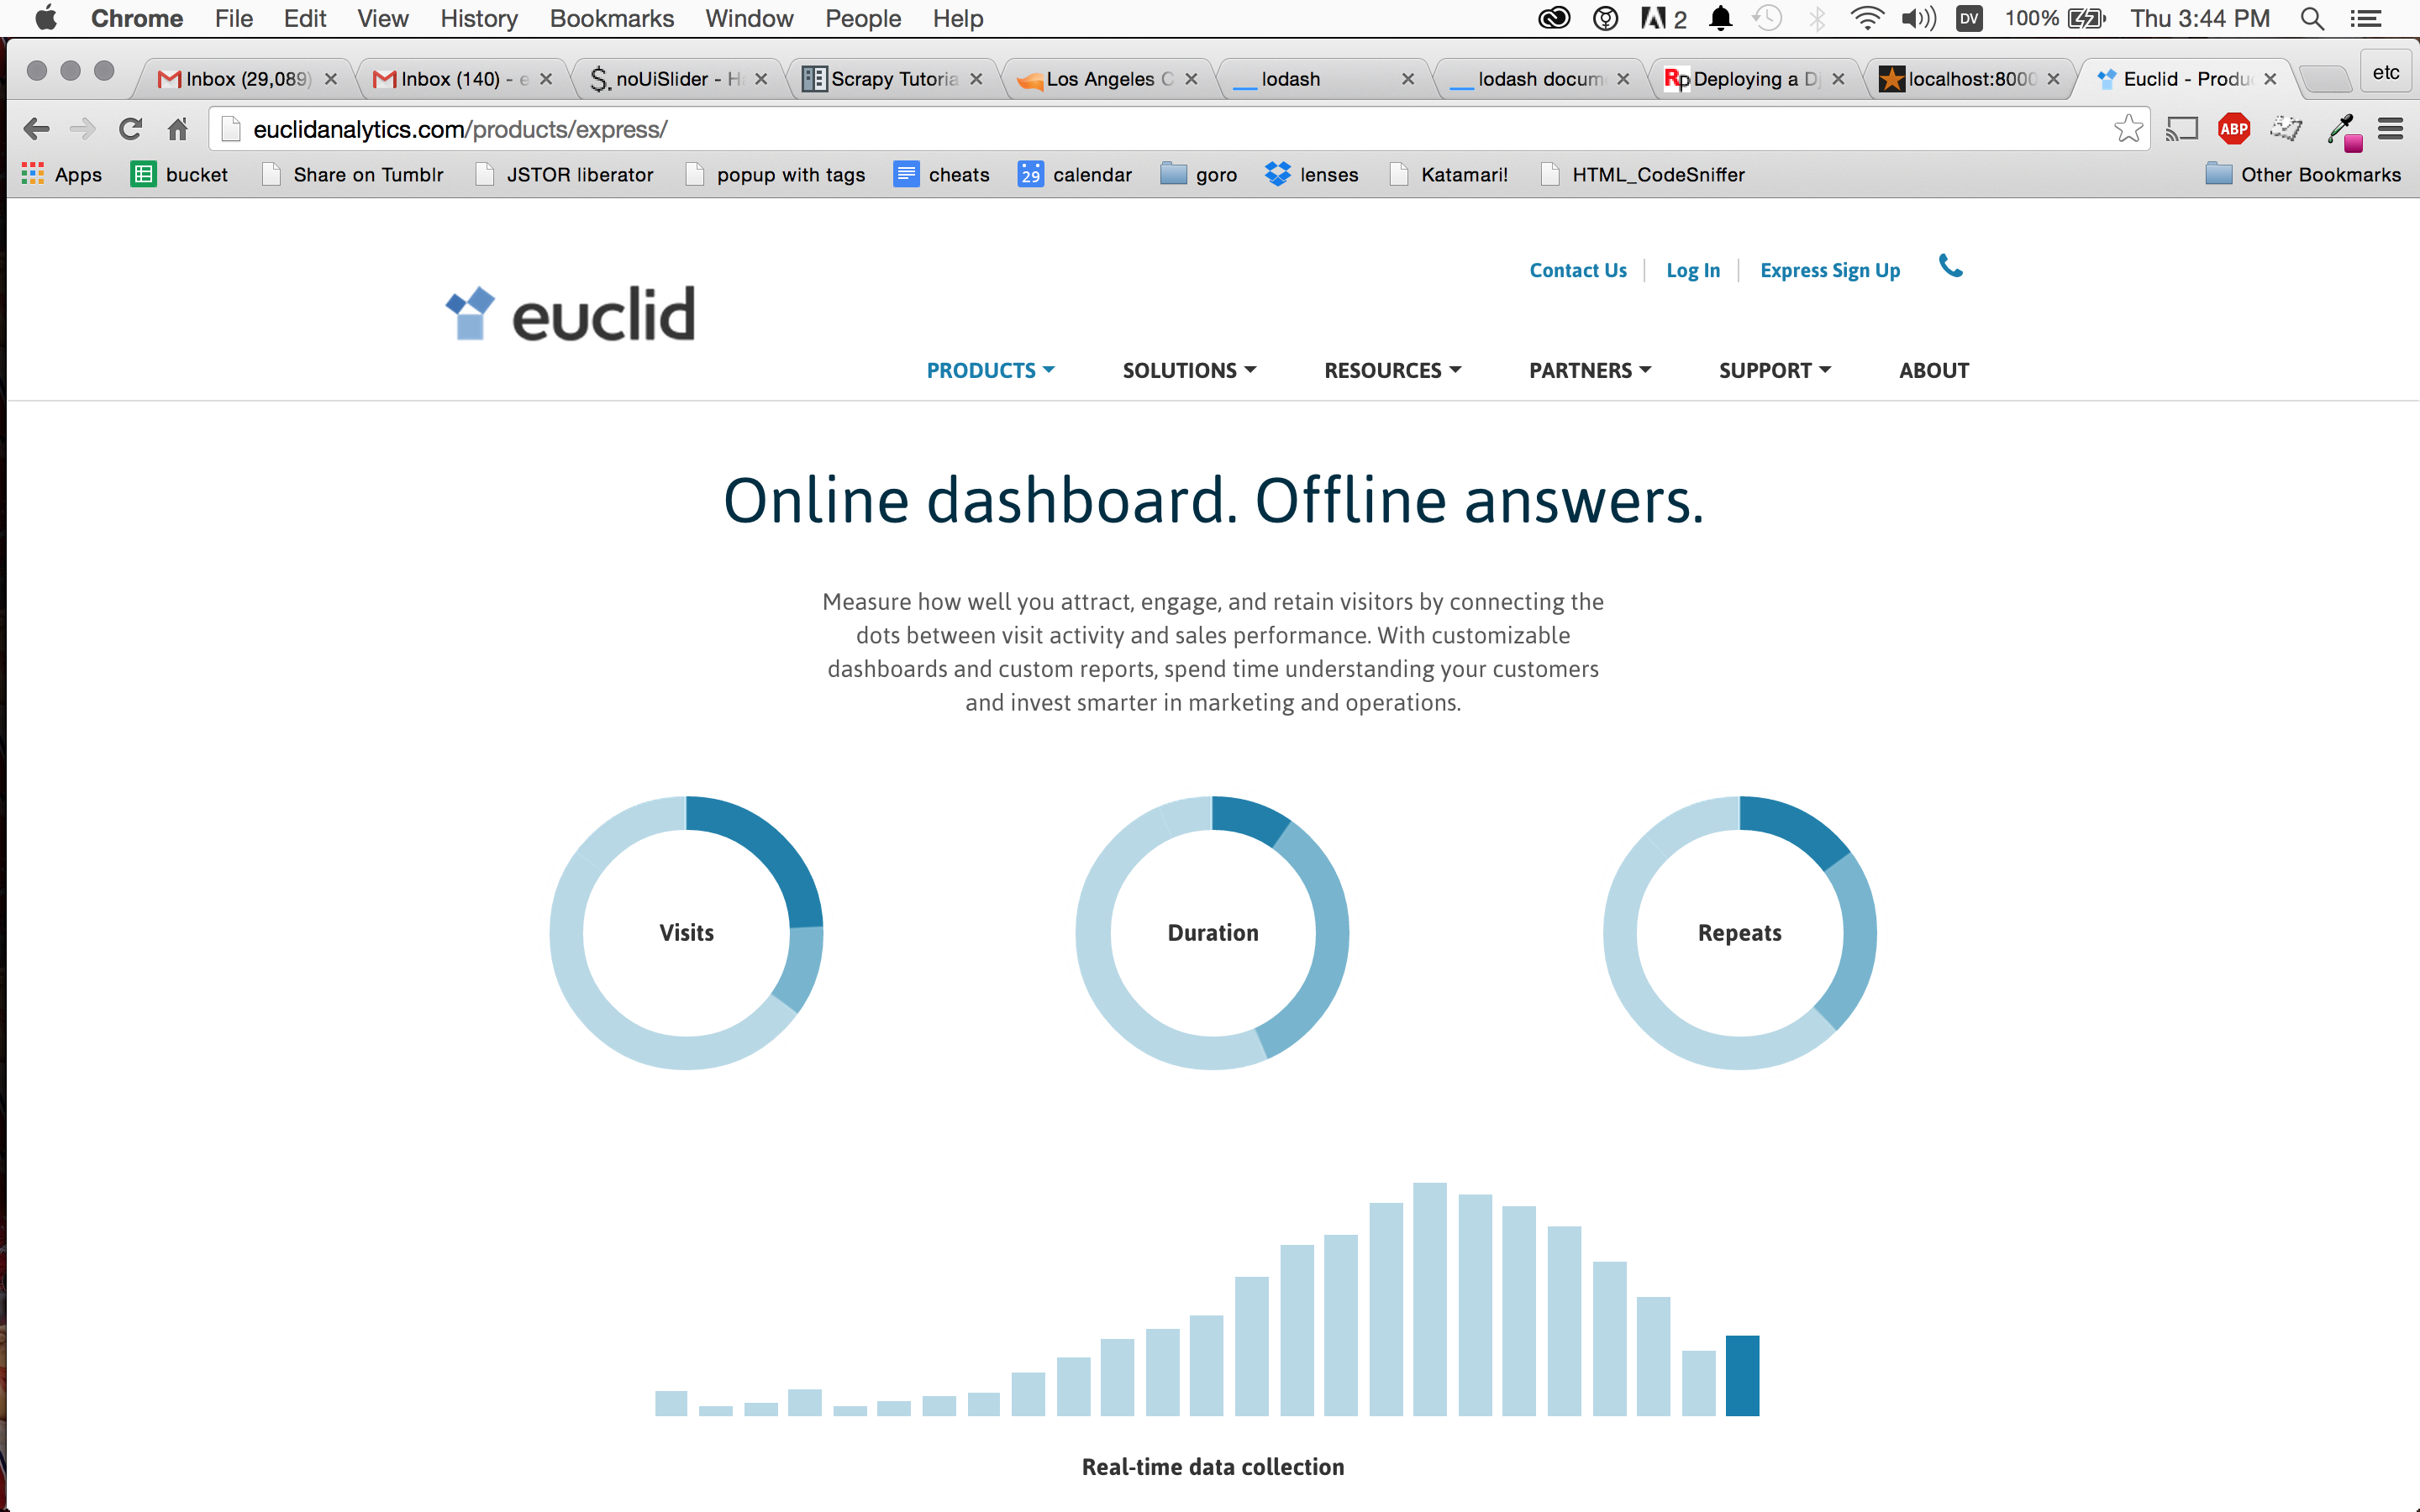 Chrome File Edit View History Bookmarks Window People Help 2 DV 100% Thu 3:44 PM
Inbox (29,089) Inbox (140) - e noUiSlider - H Scrapy Tutoria Los Angeles C lodash lodash docum Rp Deploying a Dj localhost:8000 Euclid - Produ etc
euclidanalytics.com/products/express/ ABP
Apps bucket Share on Tumblr JSTOR liberator popup with tags cheats 29 calendar goro lenses Katamari! HTML_CodeSniffer Other Bookmarks
Contact Us Log In Express Sign Up
euclid
PRODUCTS SOLUTIONS RESOURCES PARTNERS SUPPORT ABOUT
Online dashboard. Offline answers.
Measure how well you attract, engage, and retain visitors by connecting the
dots between visit activity and sales performance. With customizable
dashboards and custom reports, spend time understanding your customers
and invest smarter in marketing and operations.
Visits Duration Repeats
Real-time data collection